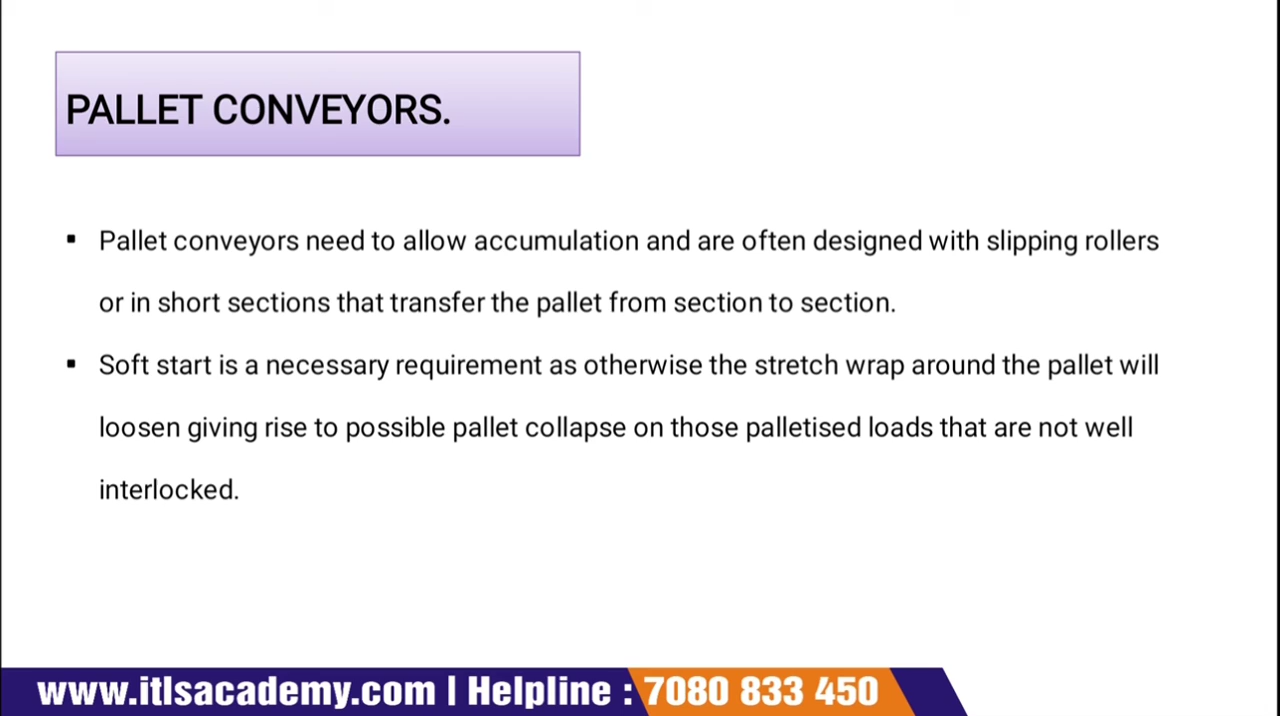 PALLET CONVEYORS.
▪ Pallet conveyors need to allow accumulation and are often designed with slipping rollers
or in short sections that transfer the pallet from section to section.
▪ Soft start is a necessary requirement as otherwise the stretch wrap around the pallet will
loosen giving rise to possible pallet collapse on those palletised loads that are not well
interlocked.
www.itlsacademy.com | Helpline : 7080 833 450